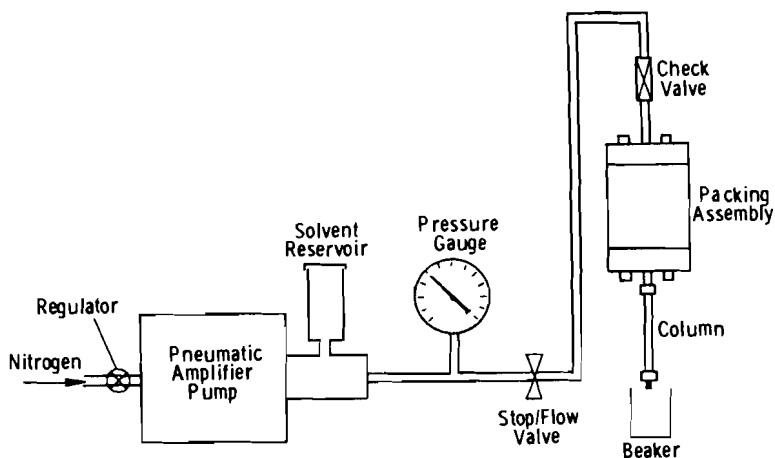 Check
Valve
Packing
Assembly
Pressure
Gauge
Solvent
Reservoir
Regulator
Column
Nitrogen
Pneumatic
Amplifier
Pump
Stop/Flow
Valve
Beaker